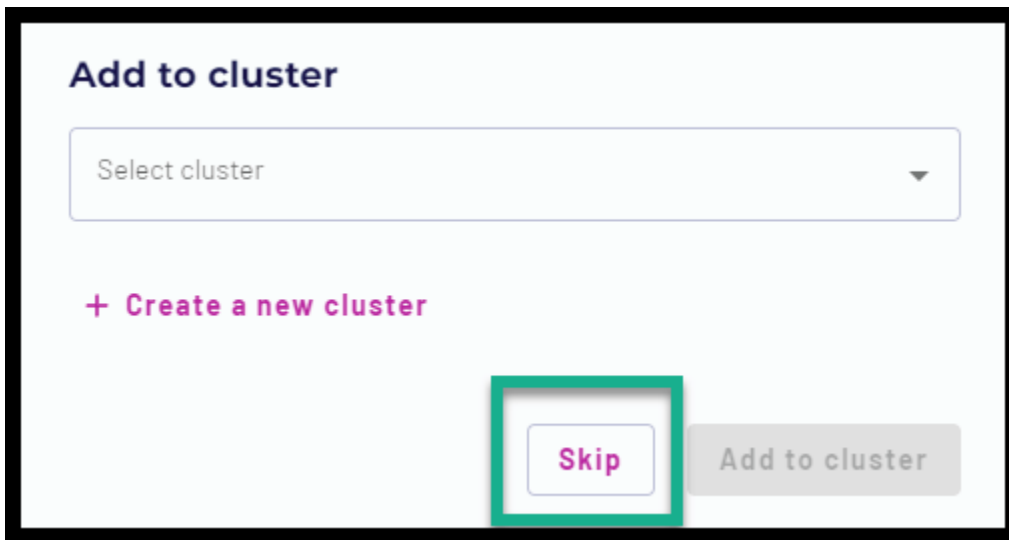 Add to cluster
Select cluster
+ Create a new cluster
Skip
Add to cluster